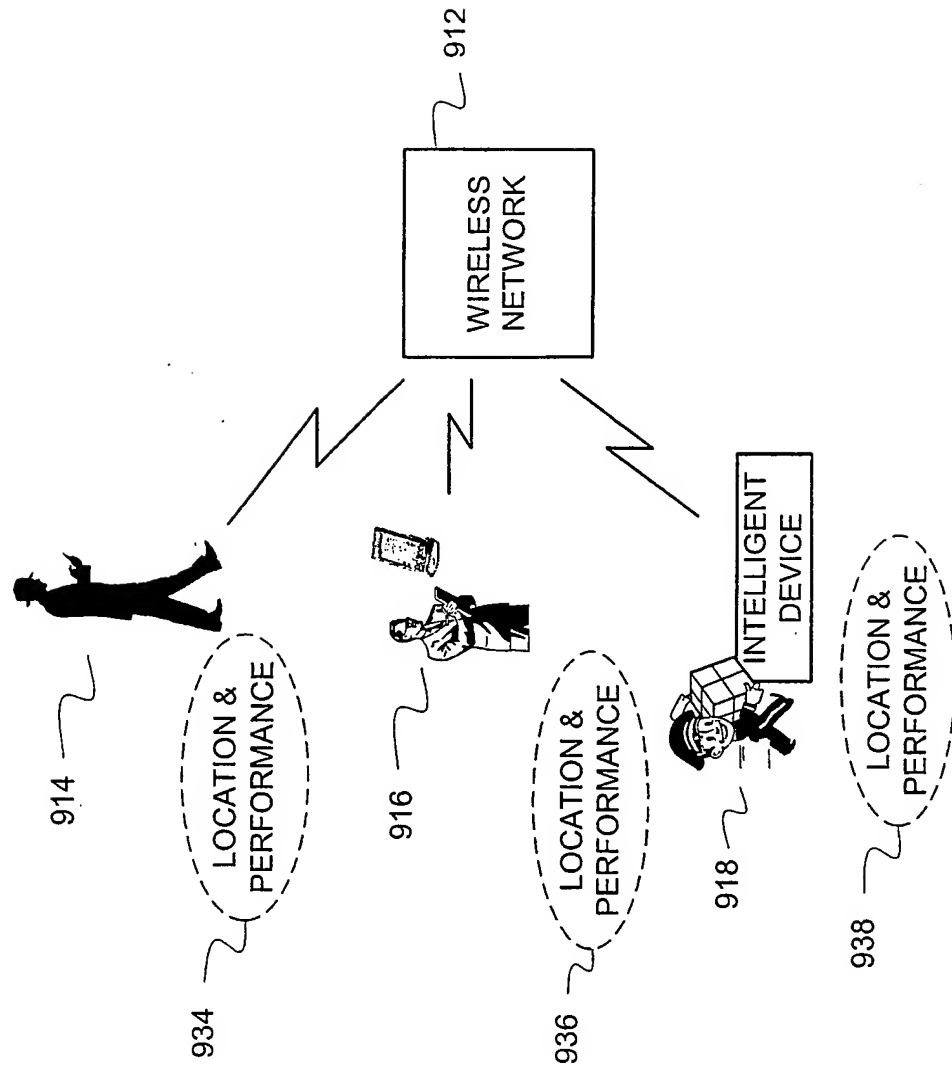 914
LOCATION &
PERFORMANCE
934
916
LOCATION &
PERFORMANCE
936
918
INTELLIGENT
DEVICE
LOCATION &
PERFORMANCE
938
WIRELESS
NETWORK
912